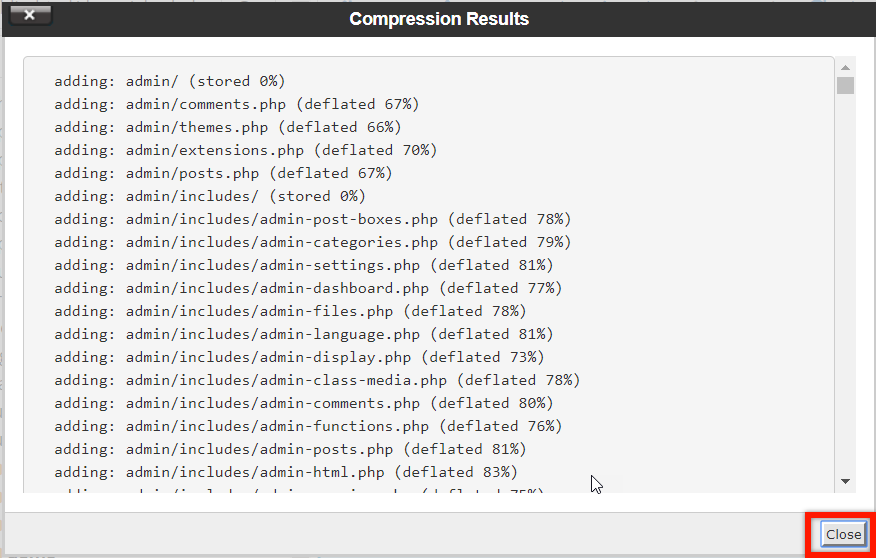 Compression Results
adding: admin/ (stored 0%)
adding: admin/comments.php (deflated 67%)
adding: admin/themes.php (deflated 66%)
adding: admin/extensions.php (deflated 70%)
adding: admin/posts.php (deflated 67%)
adding: admin/includes/ (stored 0%)
adding: admin/includes/admin-post-boxes.php (deflated 78%)
adding: admin/includes/admin-categories.php (deflated 79%)
adding: admin/includes/admin-settings.php (deflated 81%)
adding: admin/includes/admin-dashboard.php (deflated 77%)
adding: admin/includes/admin-files.php (deflated 78%)
adding: admin/includes/admin-language.php (deflated 81%)
adding: admin/includes/admin-display.php (deflated 73%)
adding: admin/includes/admin-class-media.php (deflated 78%)
adding: admin/includes/admin-comments.php (deflated 80%)
adding: admin/includes/admin-functions.php (deflated 76%)
adding: admin/includes/admin-posts.php (deflated 81%)
adding: admin/includes/admin-html.php (deflated 83%)
Close